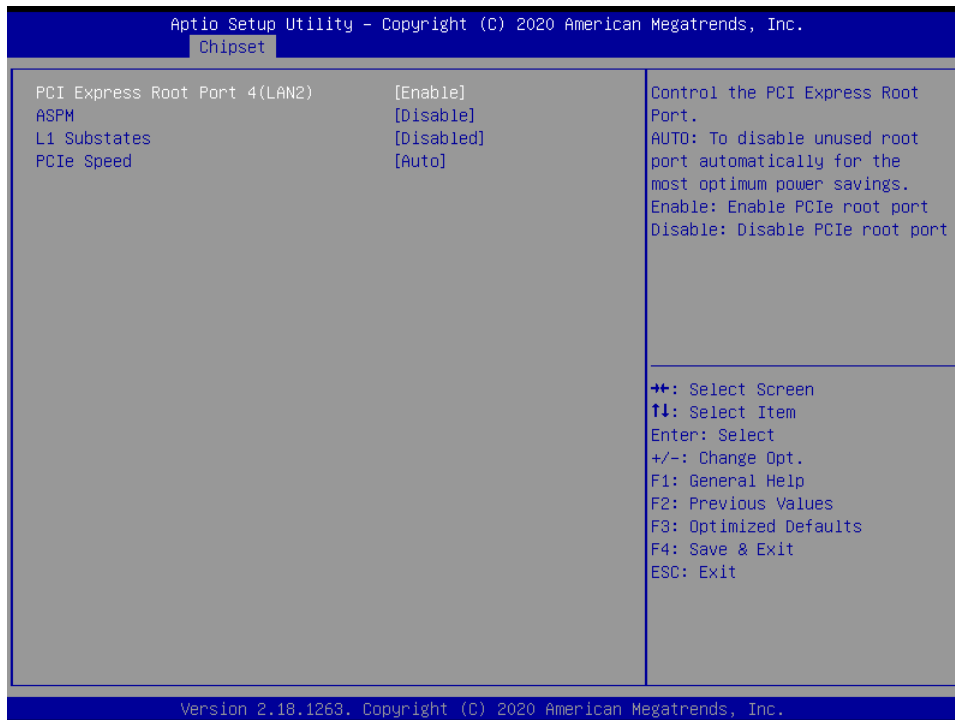 Aptio Setup Utility – Copyright (C) 2020 American Megatrends, Inc.
Chipset
PCI Express Root Port 4(LAN2) [Enable]
ASPM [Disable]
L1 Substates [Disabled]
PCIe Speed [Auto]
Control the PCI Express Root
Port.
AUTO: To disable unused root
port automatically for the
most optimum power savings.
Enable: Enable PCIe root port
Disable: Disable PCIe root port
→←: Select Screen
↑↓: Select Item
Enter: Select
+/-: Change Opt.
F1: General Help
F2: Previous Values
F3: Optimized Defaults
F4: Save & Exit
ESC: Exit
Version 2.18.1263. Copyright (C) 2020 American Megatrends, Inc.